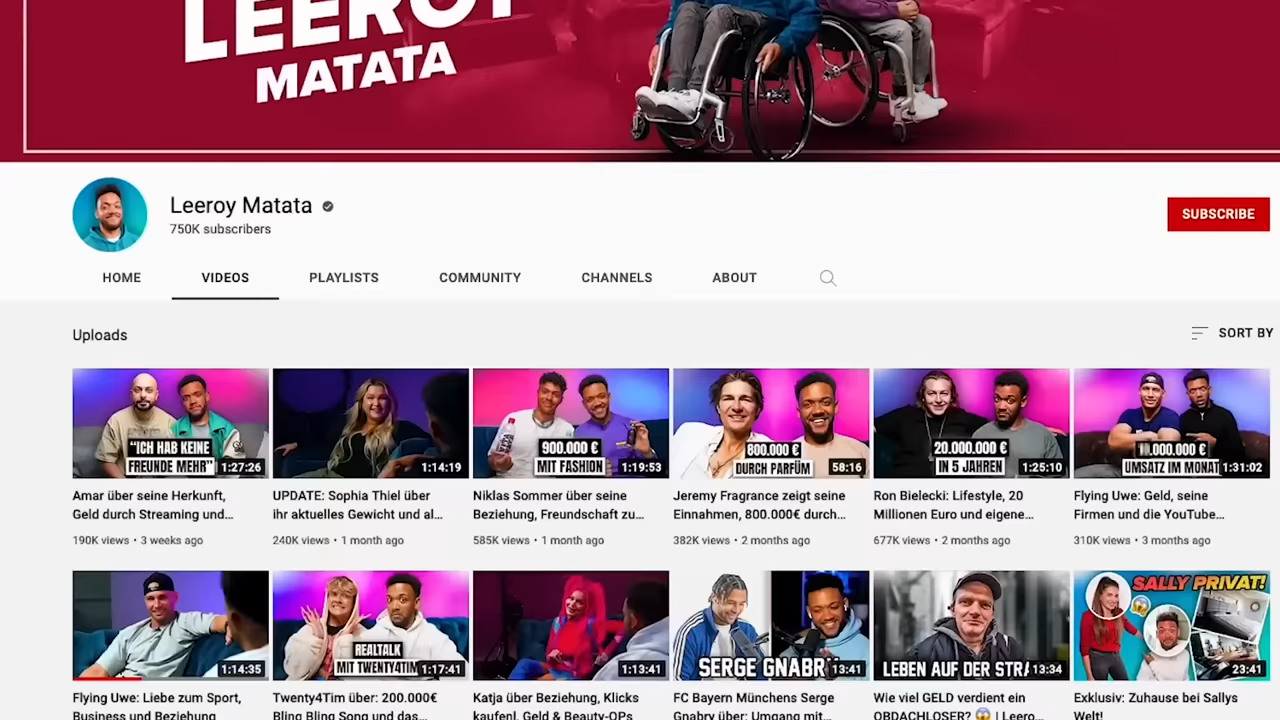 LEEROY
MATATA
Leeroy Matata
750K subscribers
SUBSCRIBE
HOME
VIDEOS
PLAYLISTS
COMMUNITY
CHANNELS
ABOUT
Uploads
SORT BY
"ICH HAB KEINE
FREUNDE MEHR"
1:27:26
Amar über seine Herkunft,
Geld durch Streaming und…
190K views • 3 weeks ago
1:14:19
UPDATE: Sophia Thiel über
ihr aktuelles Gewicht und al…
240K views • 1 month ago
900.000 €
MIT FASHION
1:19:53
Niklas Sommer über seine
Beziehung, Freundschaft zu…
585K views • 1 month ago
800.000 €
DURCH PARFÜM
58:16
Jeremy Fragrance zeigt seine
Einnahmen, 800.000€ durch…
382K views • 2 months ago
20.000.000 €
IN 5 JAHREN
1:25:10
Ron Bielecki: Lifestyle, 20
Millionen Euro und eigene…
677K views • 2 months ago
UMSATZ IM MONAT
1:31:02
Flying Uwe: Geld, seine
Firmen und die YouTube…
310K views • 3 months ago
1:14:35
Flying Uwe: Liebe zum Sport,
Business und Beziehung
REALTALK
MIT TWENTY4TIM
1:17:41
Twenty4Tim über: 200.000€
Bling Bling Song und das…
1:13:41
Katja über Beziehung, Klicks
kaufen!, Geld & Beauty-OPs
SERGE GNABR
13:41
FC Bayern Münchens Serge
Gnabry über: Umgang mit…
LEBEN AUF DER STRA
13:34
Wie viel GELD verdient ein
OBDACHLOSER? 😱 | Leero…
SALLY PRIVAT!
23:41
Exklusiv: Zuhause bei Sallys
Welt!